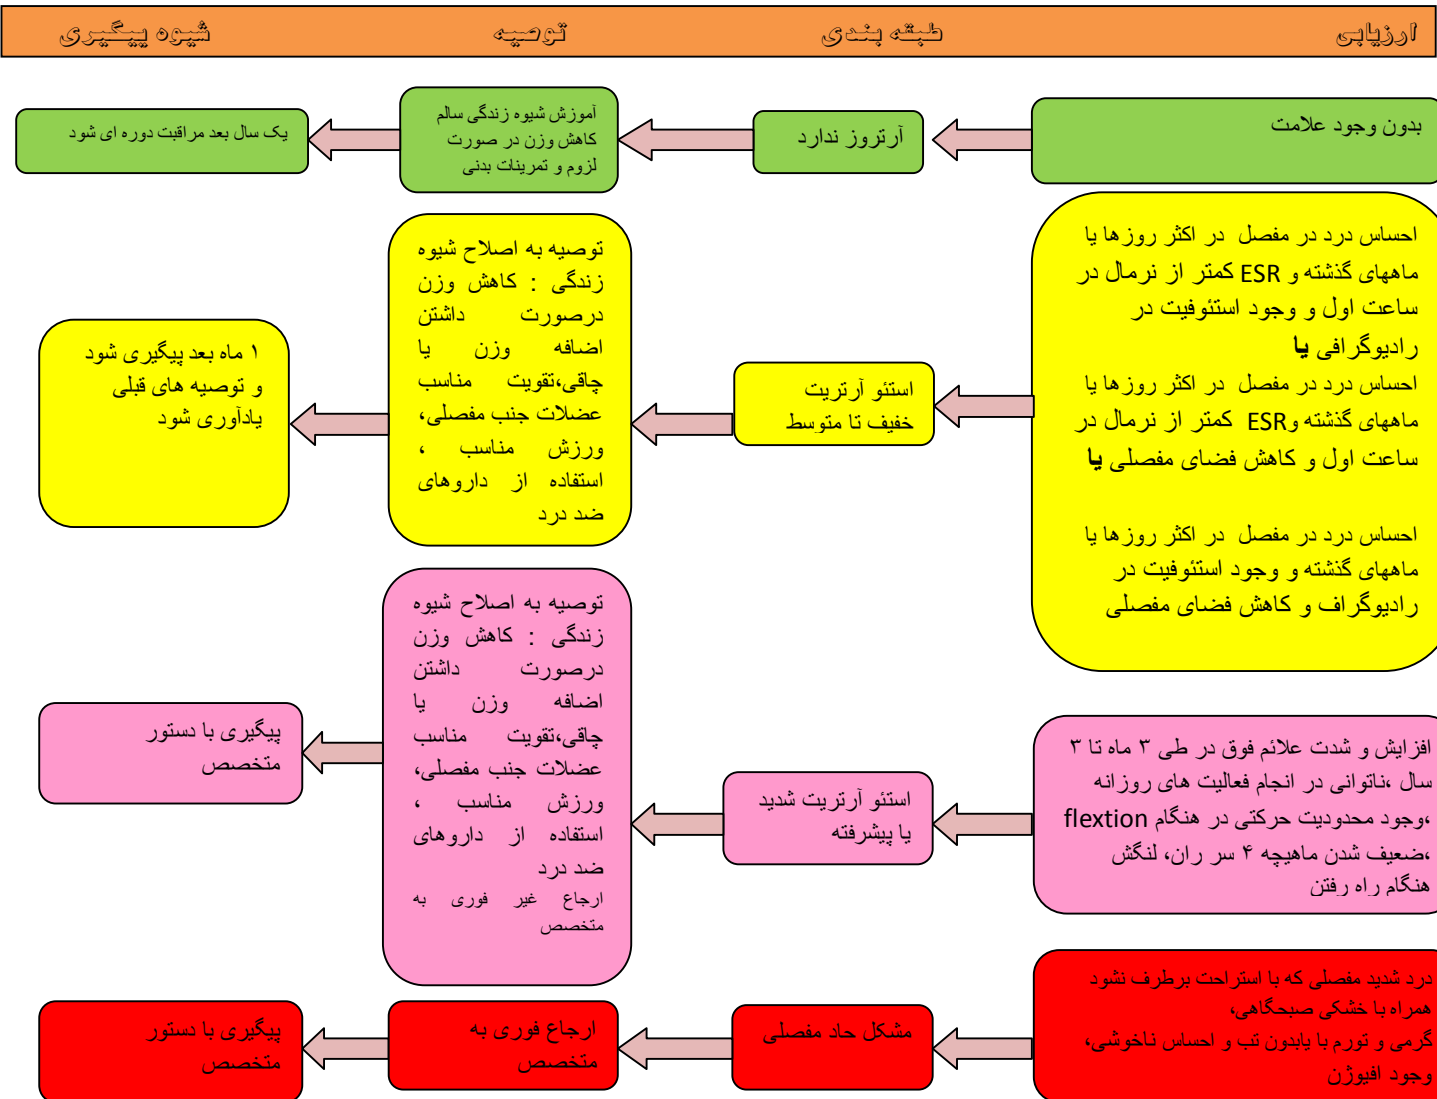 ارزیابی
طبقه بندی
توصیه
شیوه پیگیری
بدون وجود علامت
آرتروز ندارد
آموزش شیوه زندگی سالم
کاهش وزن در صورت
لزوم و تمرینات بدنی
یک سال بعد مراقبت دوره ای شود
احساس درد در مفصل در اکثر روزها یا
ماههای گذشته و ESR کمتر از نرمال در
ساعت اول و وجود استئوفیت در
رادیوگرافی یا
احساس درد در مفصل در اکثر روزها یا
ماههای گذشته وESR کمتر از نرمال در
ساعت اول و کاهش فضای مفصلی یا
احساس درد در مفصل در اکثر روزها یا
ماههای گذشته و وجود استئوفیت در
رادیوگراف و کاهش فضای مفصلی
استئو آرتریت
خفیف تا متوسط
توصیه به اصلاح شیوه
زندگی : کاهش وزن
درصورت داشتن
اضافه وزن یا
چاقی،تقویت مناسب
عضلات جنب مفصلی،
ورزش مناسب ،
استفاده از داروهای
ضد درد
۱ ماه بعد پیگیری شود
و توصیه های قبلی
یادآوری شود
افزایش و شدت علائم فوق در طی ۳ ماه تا ۳
سال ،ناتوانی در انجام فعالیت های روزانه
،وجود محدودیت حرکتی در هنگام flextion
،ضعیف شدن ماهیچه ۴ سر ران، لنگش
هنگام راه رفتن
استئو آرتریت شدید
یا پیشرفته
توصیه به اصلاح شیوه
زندگی : کاهش وزن
درصورت داشتن
اضافه وزن یا
چاقی،تقویت مناسب
عضلات جنب مفصلی،
ورزش مناسب ،
استفاده از داروهای
ضد درد
ارجاع غیر فوری به
متخصص
پیگیری با دستور
متخصص
درد شدید مفصلی که با استراحت برطرف نشود
همراه با خشکی صبحگاهی،
گرمی و تورم با یابدون تب و احساس ناخوشی،
وجود افیوژن
مشکل حاد مفصلی
ارجاع فوری به
متخصص
پیگیری با دستور
متخصص